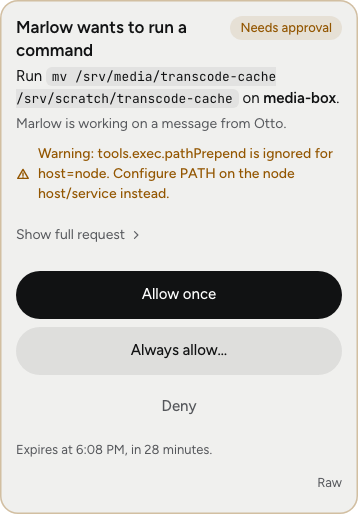 Marlow wants to run a command
Needs approval
Run mv /srv/media/transcode-cache
/srv/scratch/transcode-cache on media-box.
Marlow is working on a message from Otto.
Warning: tools.exec.pathPrepend is ignored for
host=node. Configure PATH on the node
host/service instead.
Show full request
Allow once
Always allow...
Deny
Expires at 6:08 PM, in 28 minutes.
Raw